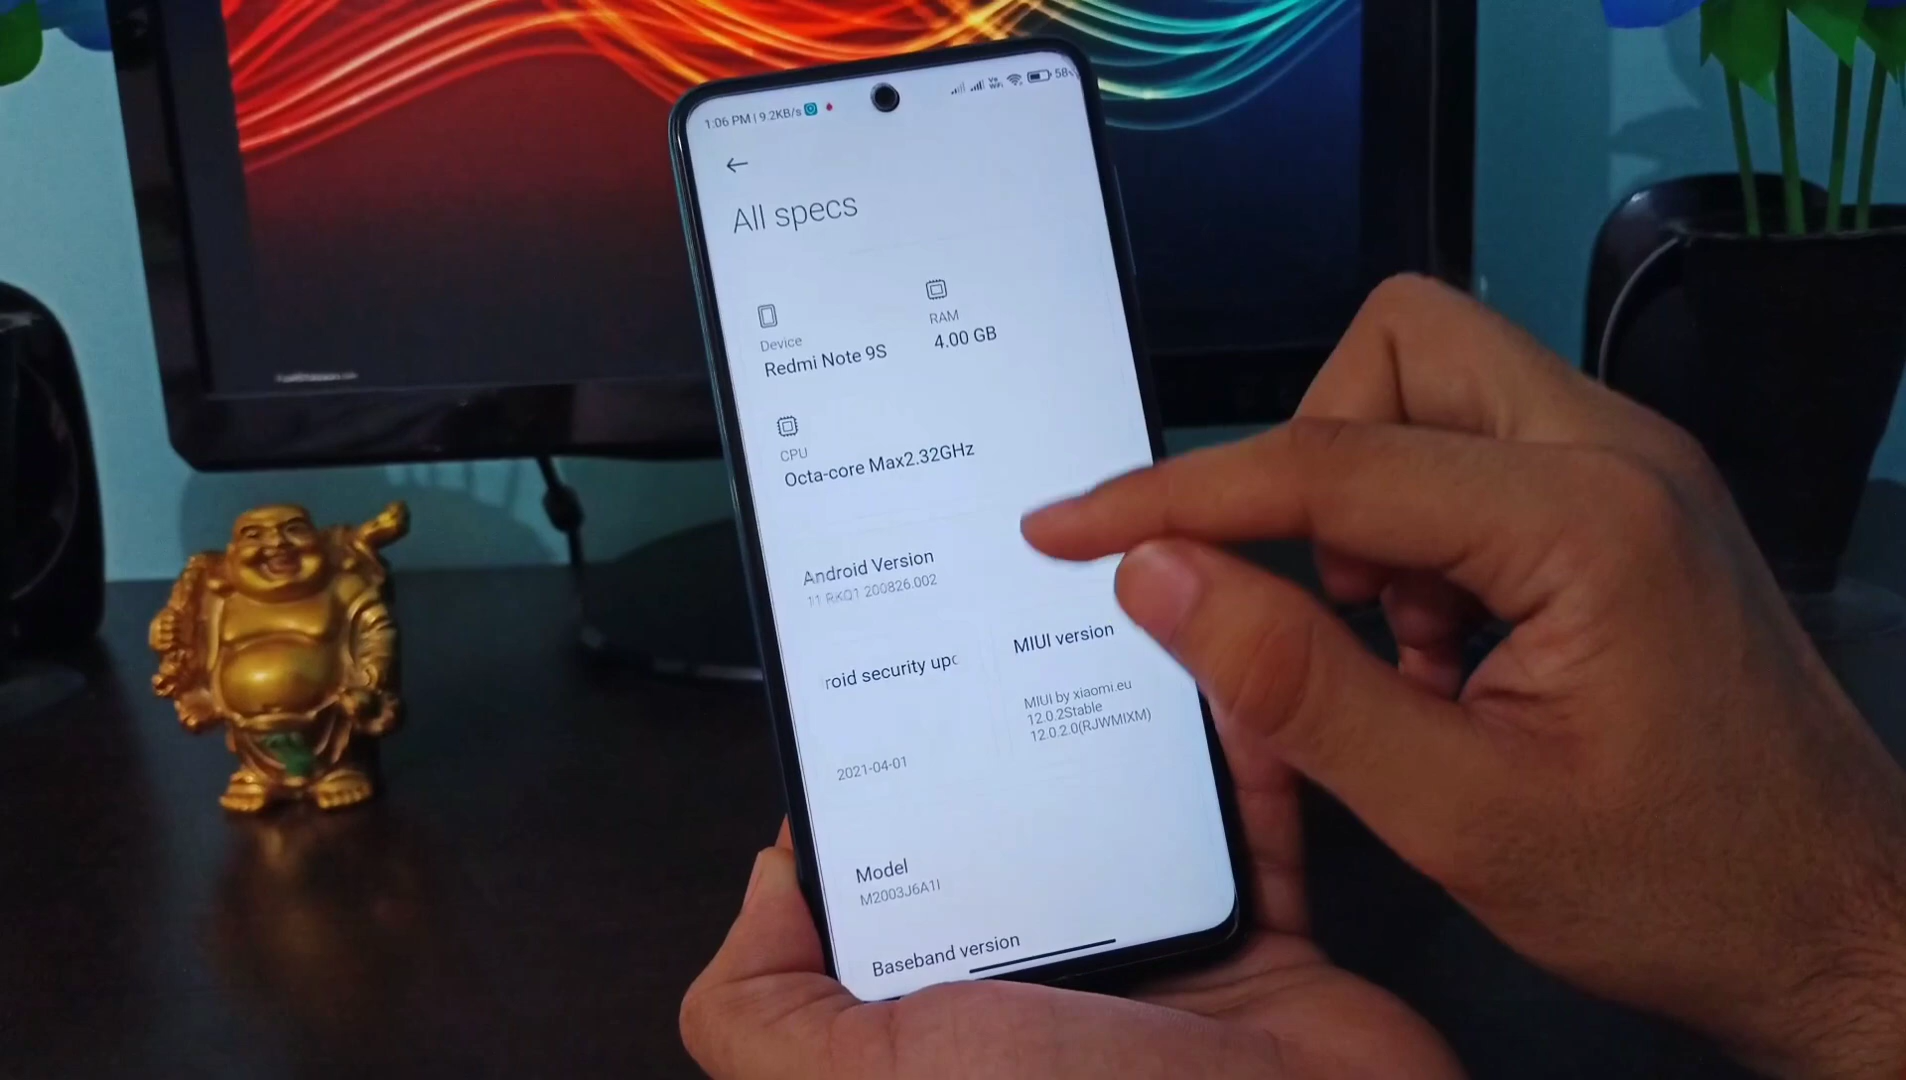 1:06 PM | 9.2KB/s
58%
All specs
Device
Redmi Note 9S
RAM
4.00 GB
CPU
Octa-core Max2.32GHz
Android Version
11 RKQ1 200826.002
roid security upd
2021-04-01
MIUI version
MIUI by xiaomi.eu
12.0.2Stable
12.0.2.0(RJWMIXM)
Model
M2003J6A1I
Baseband version